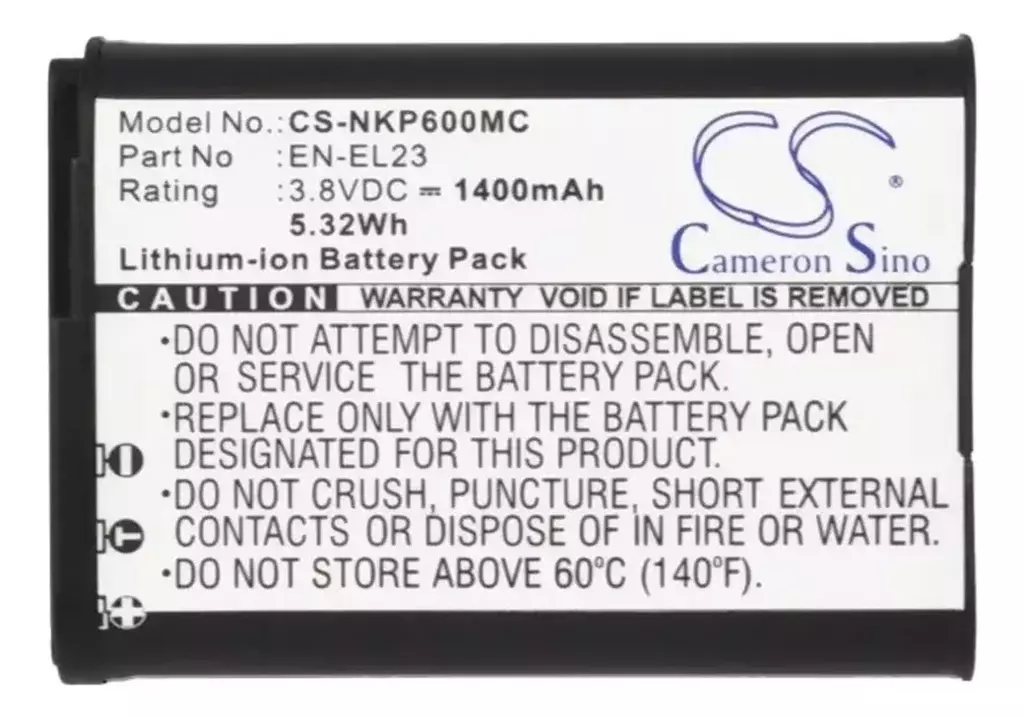 Model No.: CS-NKP600MC
Part No : EN-EL23
Rating : 3.8VDC ⎓ 1400mAh
5.32Wh
Lithium-ion Battery Pack
CS
®
Cameron Sino
CAUTION WARRANTY VOID IF LABEL IS REMOVED
•DO NOT ATTEMPT TO DISASSEMBLE, OPEN
OR SERVICE THE BATTERY PACK.
•REPLACE ONLY WITH THE BATTERY PACK
DESIGNATED FOR THIS PRODUCT.
•DO NOT CRUSH, PUNCTURE, SHORT EXTERNAL
CONTACTS OR DISPOSE OF IN FIRE OR WATER.
•DO NOT STORE ABOVE 60°C (140°F).
T